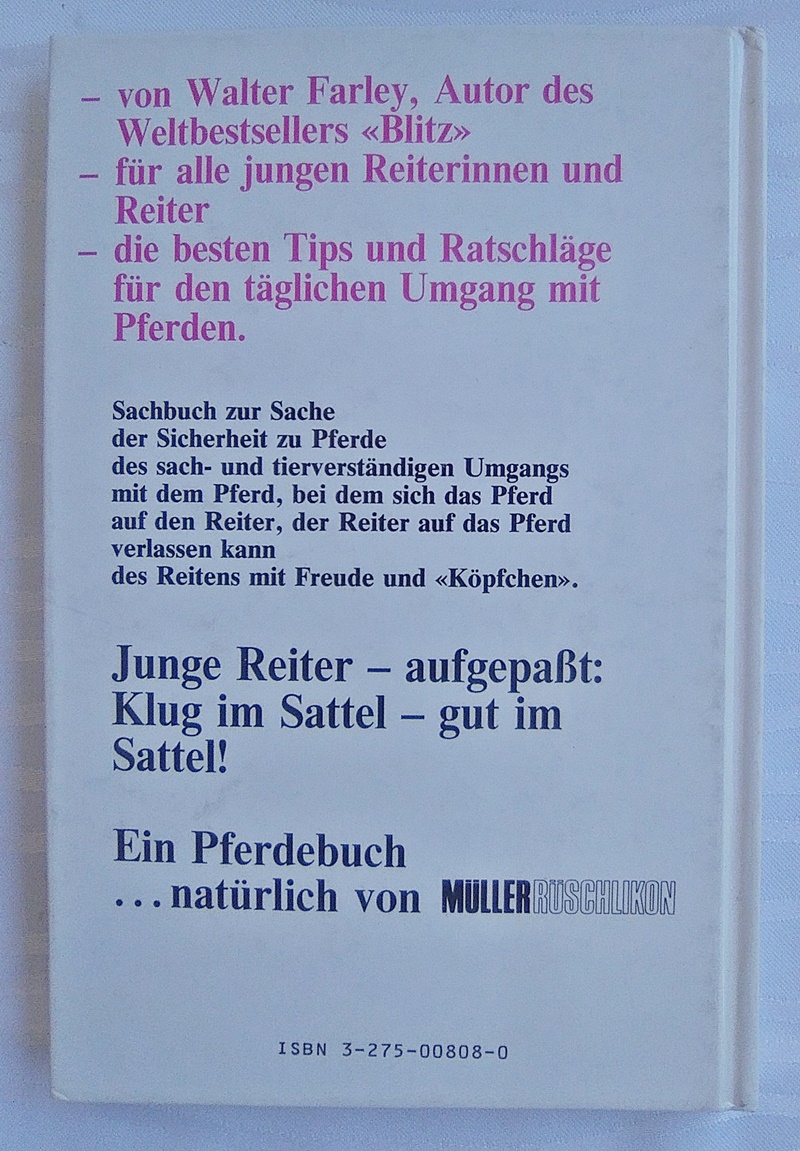 – von Walter Farley, Autor des
Weltbestsellers «Blitz»
– für alle jungen Reiterinnen und
Reiter
– die besten Tips und Ratschläge
für den täglichen Umgang mit
Pferden.
Sachbuch zur Sache
der Sicherheit zu Pferde
des sach- und tierverständigen Umgangs
mit dem Pferd, bei dem sich das Pferd
auf den Reiter, der Reiter auf das Pferd
verlassen kann
des Reitens mit Freude und «Köpfchen».
Junge Reiter – aufgepaßt:
Klug im Sattel – gut im
Sattel!
Ein Pferdebuch
...natürlich von MÜLLER RÜSCHLIKON
ISBN 3-275-00808-0